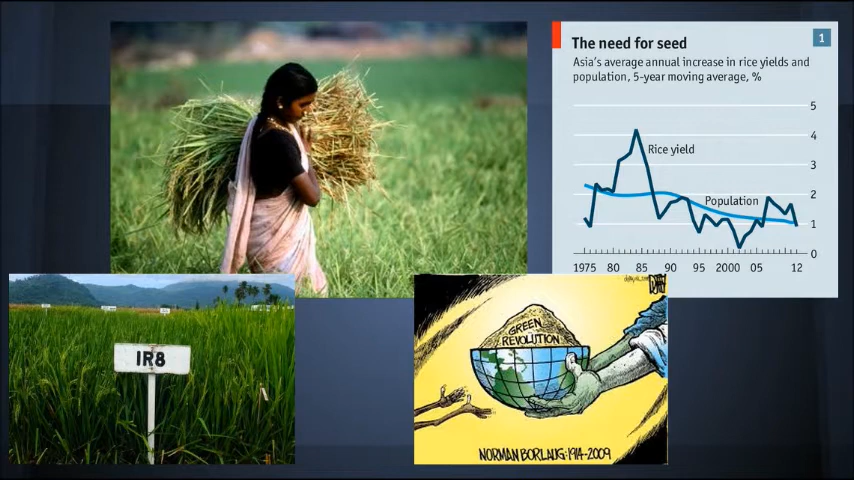 The need for seed
1
Asia's average annual increase in rice yields and
population, 5-year moving average, %
5
4
Rice yield
3
Population
2
1
0
1975 80 85 90 95 2000 05 12
IR8
GREEN
REVOLUTION
NORMAN BORLAUG: 1914-2009